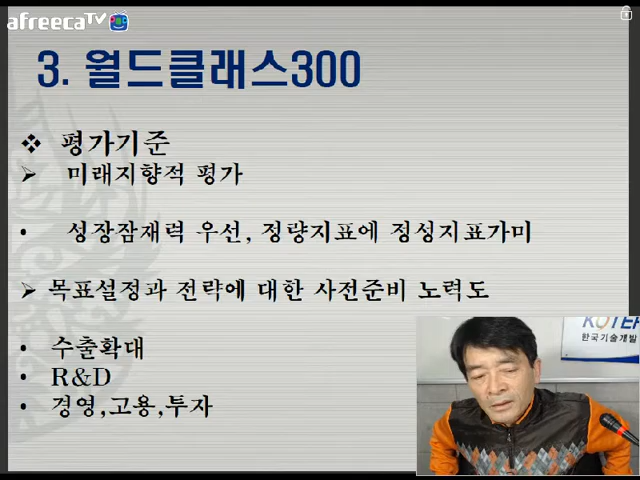 afreecaTV
3. 월드클래스300
❖ 평가기준
➢ 미래지향적 평가
• 성장잠재력 우선, 정량지표에 정성지표가미
➢ 목표설정과 전략에 대한 사전준비 노력도
• 수출확대
• R&D
• 경영,고용,투자
한국기술개발